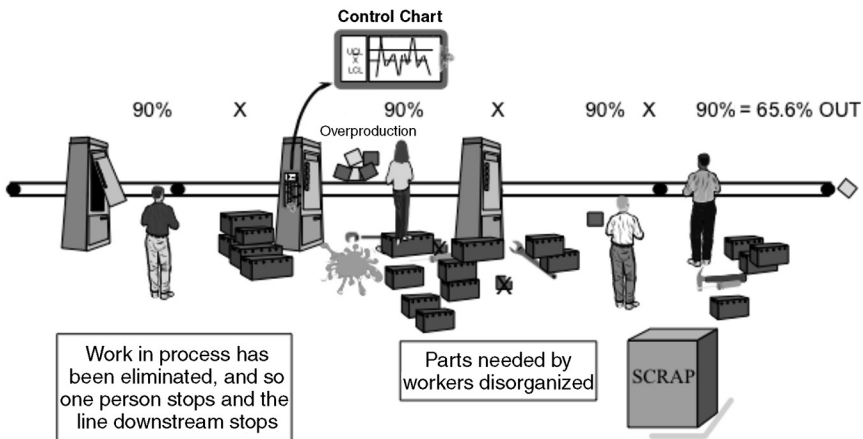 Control Chart
UCL
X
LCL
90% X 90% X 90% X 90% = 65.6% OUT
Overproduction
Work in process has
been eliminated, and so
one person stops and the
line downstream stops
Parts needed by
workers disorganized
SCRAP